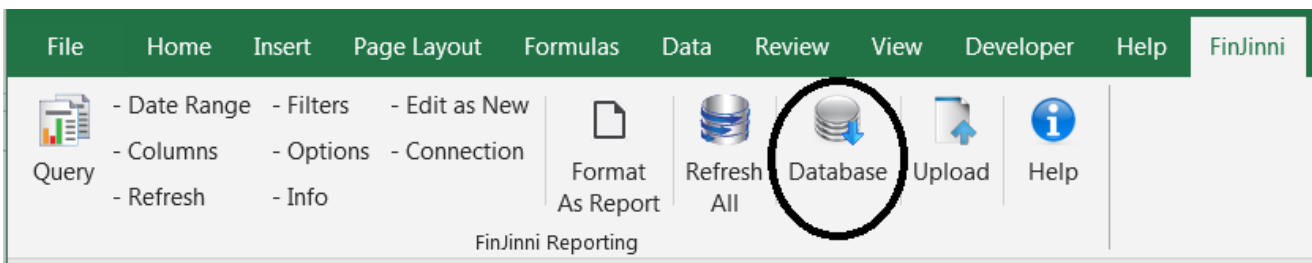 File Home Insert Page Layout Formulas Data Review View Developer Help FinJinni
- Date Range - Filters - Edit as New
- Columns - Options - Connection
Query Format Refresh Database Upload Help
- Refresh - Info As Report All
FinJinni Reporting